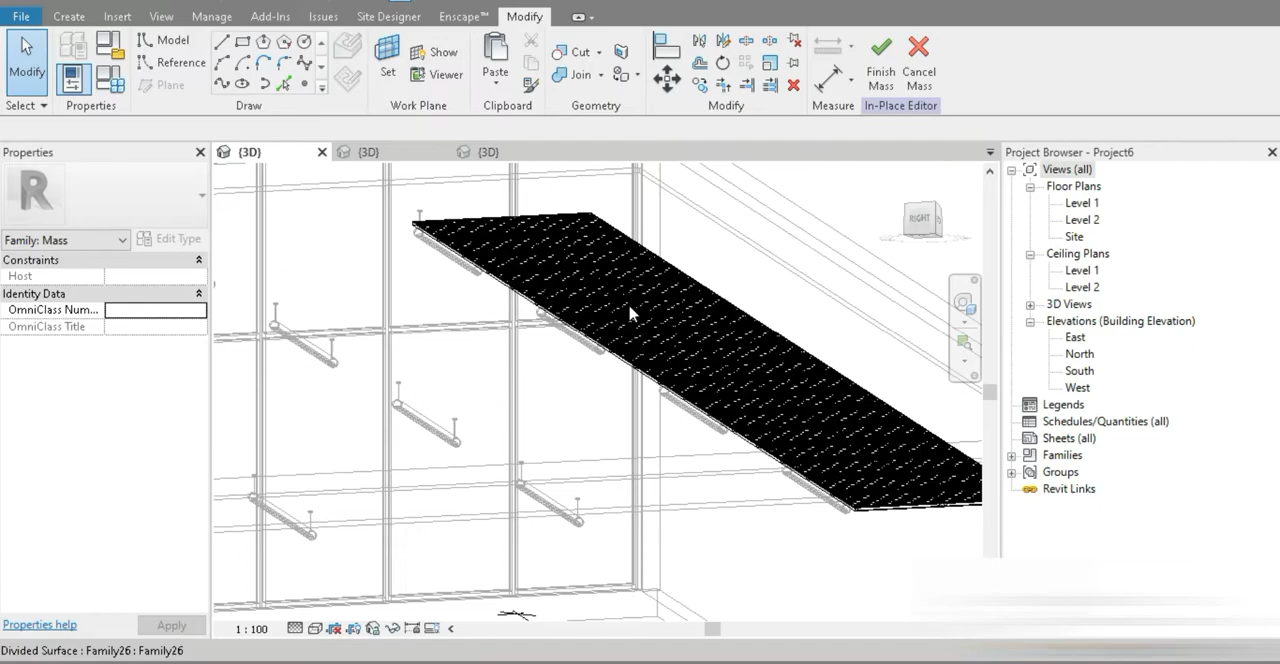 File Create Insert View Manage Add-Ins Issues Site Designer Enscape™ Modify
Modify
Select
Properties
Model
Reference
Plane
Draw
Set
Show
Viewer
Work Plane
Paste
Clipboard
Cut
Join
Geometry
Modify
Measure
Finish
Mass
Cancel
Mass
In-Place Editor
Properties
R
Family: Mass
Edit Type
Constraints
Host
Identity Data
OmniClass Num...
OmniClass Title
Properties help
Apply
{3D} {3D} {3D}
RIGHT
1 : 100
Project Browser - Project6
Views (all)
Floor Plans
Level 1
Level 2
Site
Ceiling Plans
Level 1
Level 2
3D Views
Elevations (Building Elevation)
East
North
South
West
Legends
Schedules/Quantities (all)
Sheets (all)
Families
Groups
Revit Links
Divided Surface : Family26 : Family26